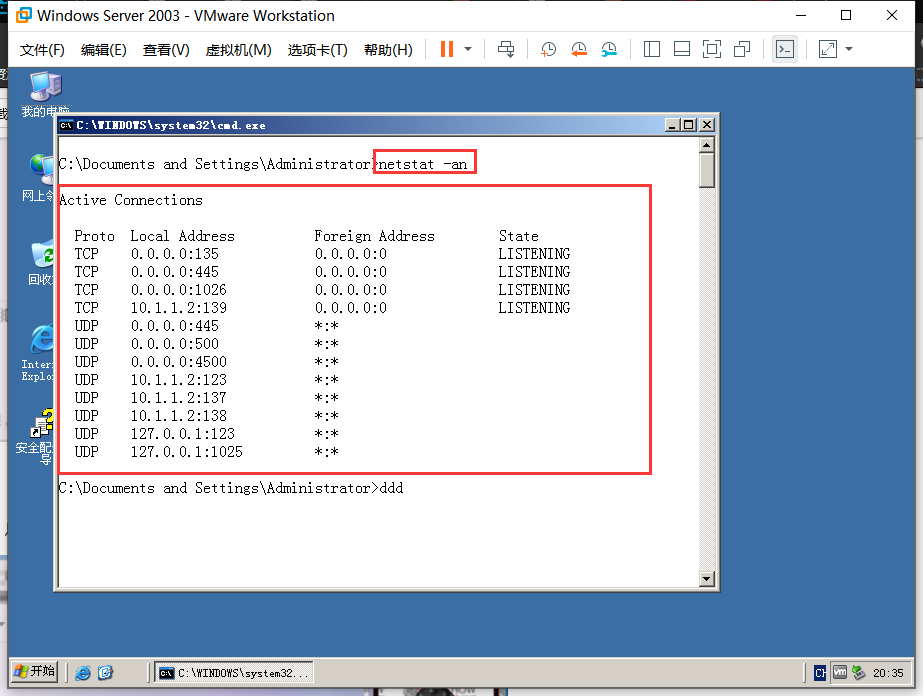 Windows Server 2003 - VMware Workstation
文件(F) 编辑(E) 查看(V) 虚拟机(M) 选项卡(T) 帮助(H)
我的电脑
C:\WINDOWS\system32\cmd.exe
C:\Documents and Settings\Administrator>netstat -an
网上令
Active Connections
Proto Local Address Foreign Address State
TCP 0.0.0.0:135 0.0.0.0:0 LISTENING
TCP 0.0.0.0:445 0.0.0.0:0 LISTENING
回收
TCP 0.0.0.0:1026 0.0.0.0:0 LISTENING
TCP 10.1.1.2:139 0.0.0.0:0 LISTENING
UDP 0.0.0.0:445 *:*
UDP 0.0.0.0:500 *:*
UDP 0.0.0.0:4500 *:*
Inter
Explo
UDP 10.1.1.2:123 *:*
UDP 10.1.1.2:137 *:*
UDP 10.1.1.2:138 *:*
UDP 127.0.0.1:123 *:*
安全配
导
UDP 127.0.0.1:1025 *:*
C:\Documents and Settings\Administrator>ddd
开始
C:\WINDOWS\system32...
CH
vm
20:35